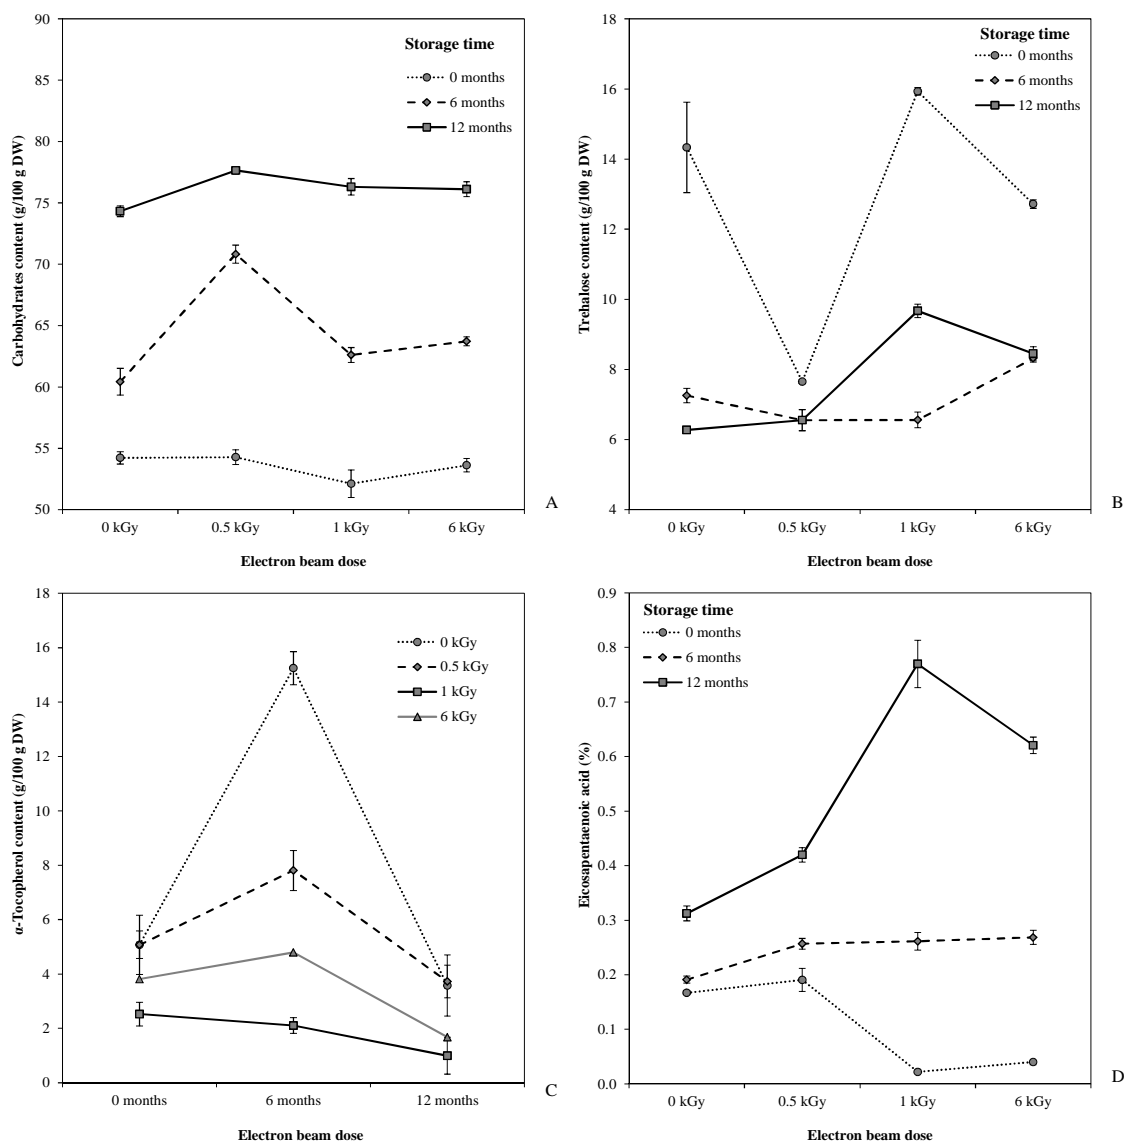 90
85
80
75
70
65
60
55
50
Carbohydrates content (g/100 g DW)
Storage time
0 months
6 months
12 months
0 kGy 0.5 kGy 1 kGy 6 kGy
Electron beam dose
A
18
16
14
12
10
8
6
4
Trehalose content (g/100 g DW)
Storage time
0 months
6 months
12 months
0 kGy 0.5 kGy 1 kGy 6 kGy
Electron beam dose
B
18
16
14
12
10
8
6
4
2
0
α-Tocopherol content (g/100 g DW)
0 kGy
0.5 kGy
1 kGy
6 kGy
0 months 6 months 12 months
Electron beam dose
C
0.9
0.8
0.7
0.6
0.5
0.4
0.3
0.2
0.1
0.0
Eicosapentaenoic acid (%)
Storage time
0 months
6 months
12 months
0 kGy 0.5 kGy 1 kGy 6 kGy
Electron beam dose
D